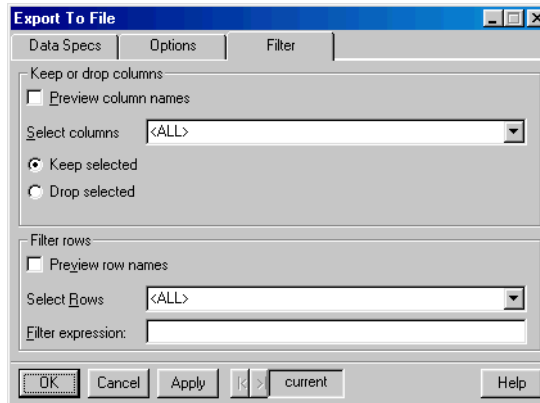 Export To File
Data Specs Options Filter
Keep or drop columns
Preview column names
Select columns <ALL>
Keep selected
Drop selected
Filter rows
Preview row names
Select Rows <ALL>
Filter expression:
OK Cancel Apply current Help